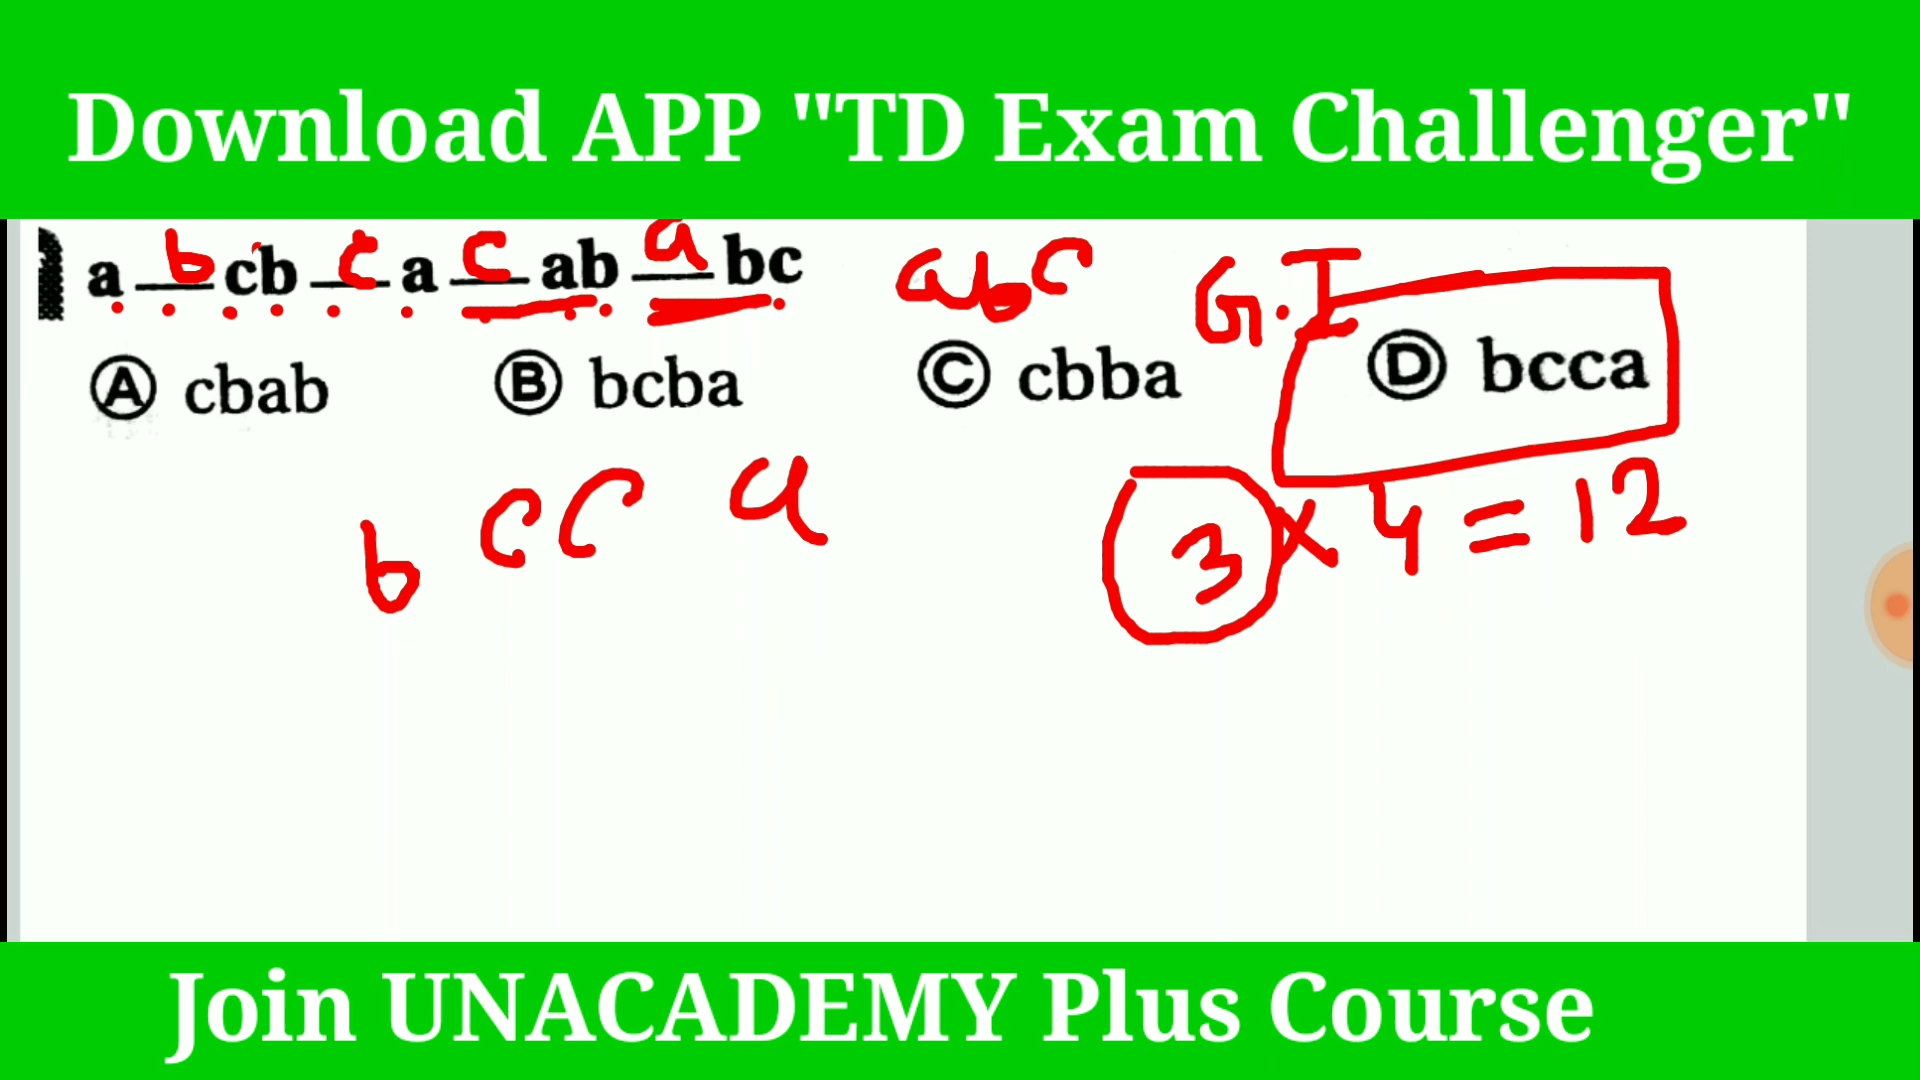 Download APP "TD Exam Challenger"
a b cb c a c ab a bc abc G.I
A cbab B bcba C cbba D bcca
b c c a 3 × 4 = 12
Join UNACADEMY Plus Course